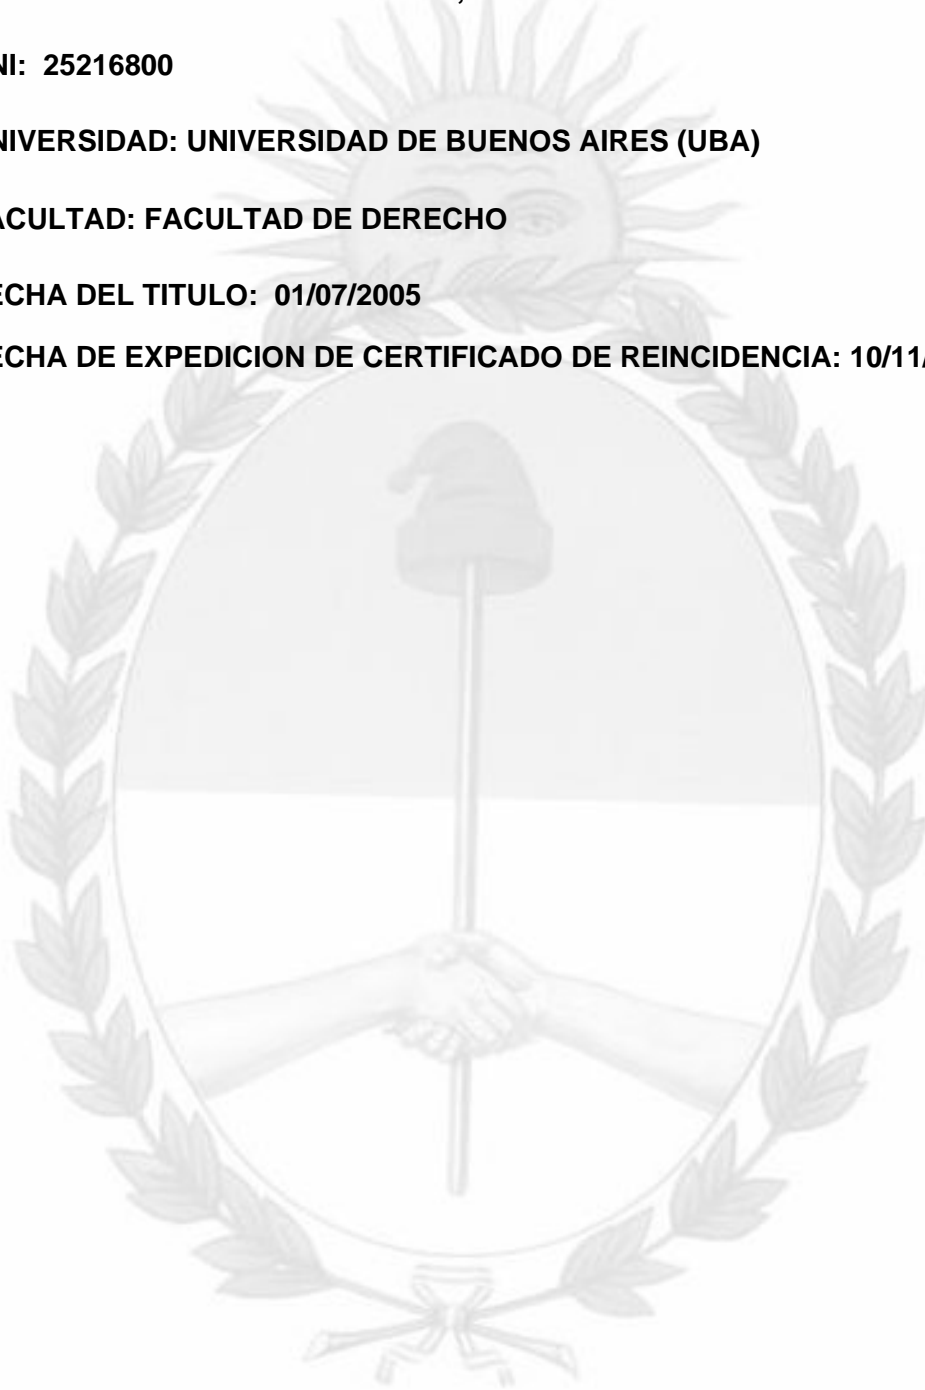 NI: 25216800
NIVERSIDAD: UNIVERSIDAD DE BUENOS AIRES (UBA)
ACULTAD: FACULTAD DE DERECHO
ECHA DEL TITULO: 01/07/2005
ECHA DE EXPEDICION DE CERTIFICADO DE REINCIDENCIA: 10/11/